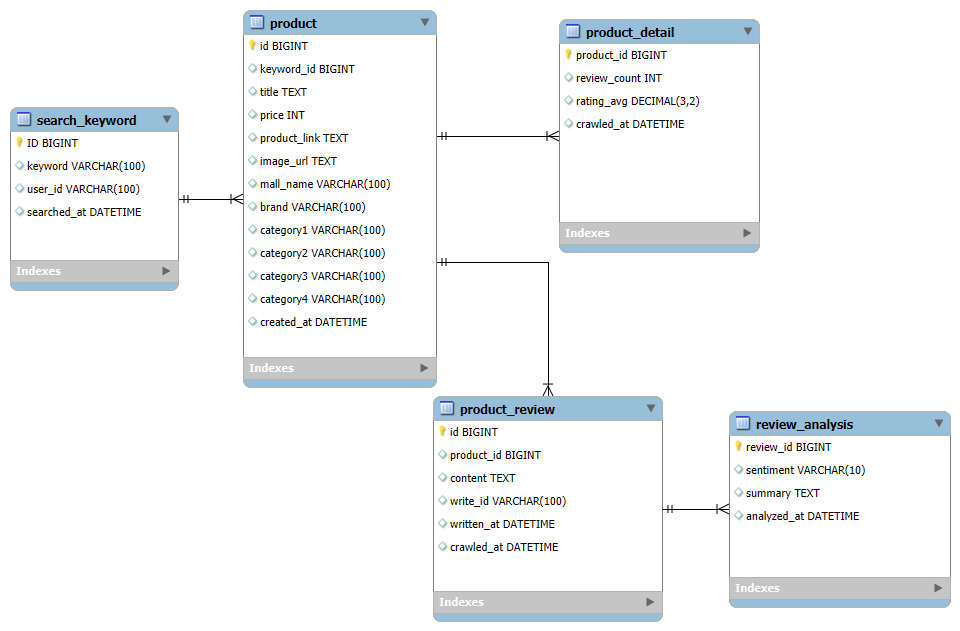 search_keyword
ID BIGINT
keyword VARCHAR(100)
user_id VARCHAR(100)
searched_at DATETIME
Indexes
product
id BIGINT
keyword_id BIGINT
title TEXT
price INT
product_link TEXT
image_url TEXT
mall_name VARCHAR(100)
brand VARCHAR(100)
category1 VARCHAR(100)
category2 VARCHAR(100)
category3 VARCHAR(100)
category4 VARCHAR(100)
created_at DATETIME
Indexes
product_detail
product_id BIGINT
review_count INT
rating_avg DECIMAL(3,2)
crawled_at DATETIME
Indexes
product_review
id BIGINT
product_id BIGINT
content TEXT
write_id VARCHAR(100)
written_at DATETIME
crawled_at DATETIME
Indexes
review_analysis
review_id BIGINT
sentiment VARCHAR(10)
summary TEXT
analyzed_at DATETIME
Indexes